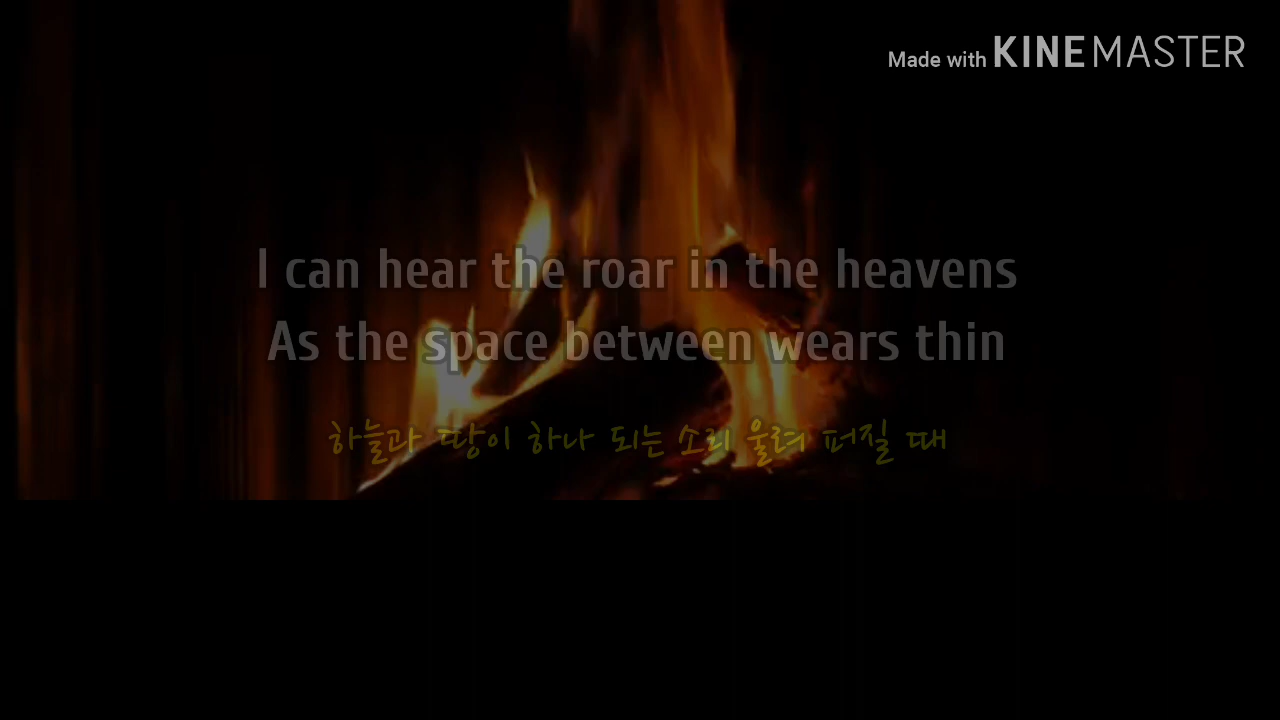 Made with KINEMASTER
I can hear the roar in the heavens
As the space between wears thin
하늘과 땅이 하나 되는 소리 울려 퍼질 때